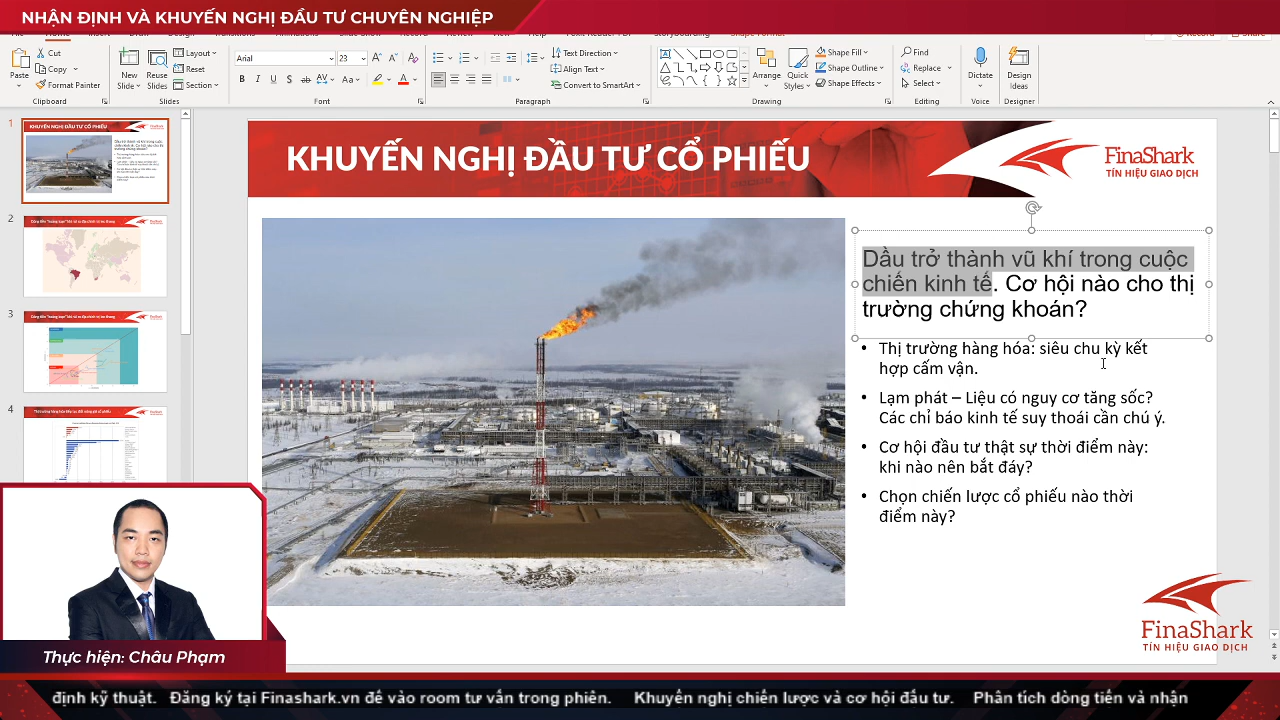 NHẬN ĐỊNH VÀ KHUYẾN NGHỊ ĐẦU TƯ CHUYÊN NGHIỆP
Paste
Cut
Copy
Format Painter
Clipboard
New
Slide
Reuse
Slides
Layout
Reset
Section
Slides
Arial
23
Font
Text Direction
Align Text
Convert to SmartArt
Paragraph
Arrange
Quick
Styles
Shape Fill
Shape Outline
Shape Effects
Drawing
Find
Replace
Select
Editing
Dictate
Voice
Design
Ideas
Designer
1
KHUYẾN NGHỊ ĐẦU TƯ CỔ PHIẾU
2
3
4
KHUYẾN NGHỊ ĐẦU TƯ CỔ PHIẾU
FinaShark
TÍN HIỆU GIAO DỊCH
Dầu trở thành vũ khí trong cuộc
chiến kinh tế. Cơ hội nào cho thị
trường chứng khoán?
• Thị trường hàng hóa: siêu chu kỳ kết
hợp cấm vận.
• Lạm phát – Liệu có nguy cơ tăng sốc?
Các chỉ báo kinh tế suy thoái cần chú ý.
• Cơ hội đầu tư thật sự thời điểm này:
khi nào nên bắt đáy?
• Chọn chiến lược cổ phiếu nào thời
điểm này?
FinaShark
TÍN HIỆU GIAO DỊCH
Thực hiện: Châu Phạm
định kỹ thuật. Đăng ký tại Finashark.vn để vào room tư vấn trong phiên. Khuyến nghị chiến lược và cơ hội đầu tư. Phân tích dòng tiền và nhận